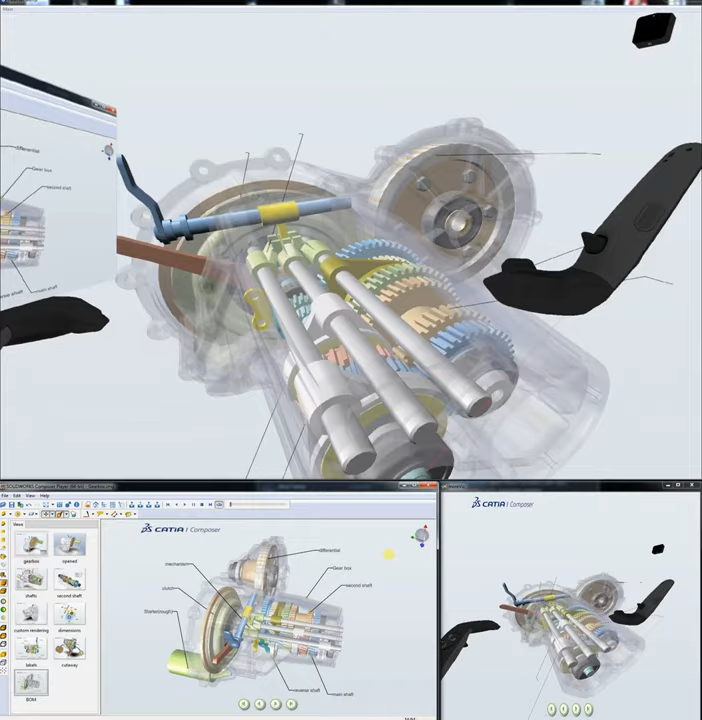 differential
Gear box
second shaft
main shaft
SOLIDWORKS Composer Player
File Edit View Help
Views
gearbox
opened
shafts
second shaft
custom rendering
dimensions
labels
cutaway
BOM
CATIA | Composer
differential
mechanism
Gear box
clutch
second shaft
reverse shaft
main shaft
CATIA | Composer